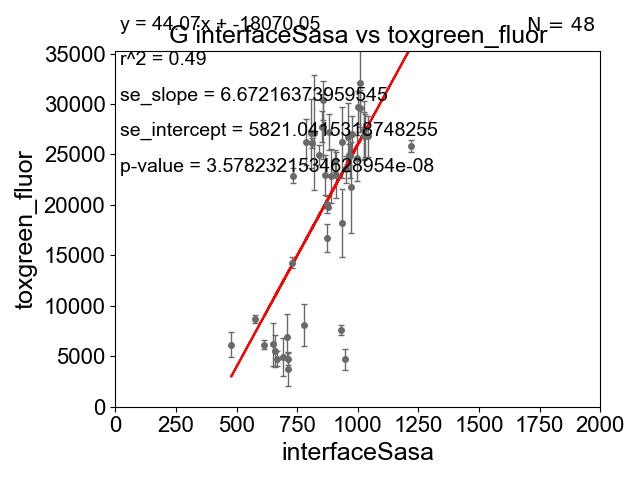 y = 44.07x + -18070.05
N = 48
G interfaceSasa vs toxgreen_fluor
r^2 = 0.49
se_slope = 6.67216373959545
se_intercept = 5821.0415318748255
p-value = 3.5782321534628954e-08
toxgreen_fluor
35000
30000
25000
20000
15000
10000
5000
0
0 250 500 750 1000 1250 1500 1750 2000
interfaceSasa